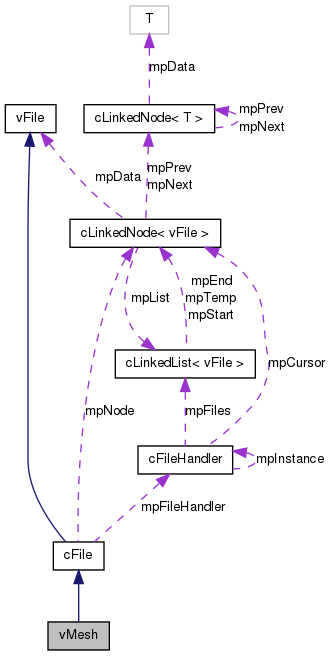 T
mpData
vFile
cLinkedNode< T >
mpPrev
mpNext
mpData
mpPrev
mpNext
cLinkedNode< vFile >
mpList
mpEnd
mpTemp
mpStart
cLinkedList< vFile >
mpCursor
mpNode
mpFiles
cFileHandler
mpInstance
mpFileHandler
cFile
vMesh